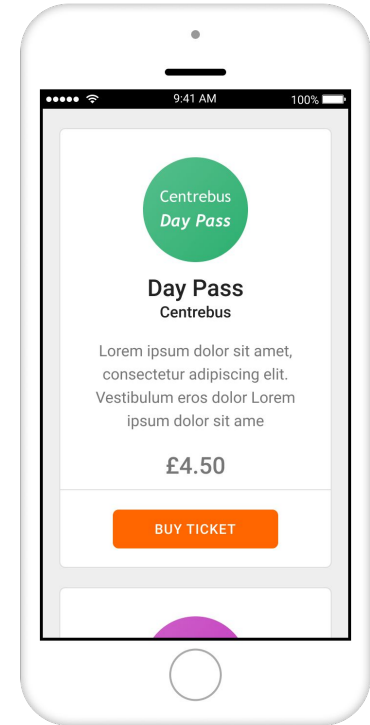 9:41 AM
100%
Centrebus
Day Pass
Day Pass
Centrebus
Lorem ipsum dolor sit amet,
consectetur adipiscing elit.
Vestibulum eros dolor Lorem
ipsum dolor sit ame
£4.50
BUY TICKET